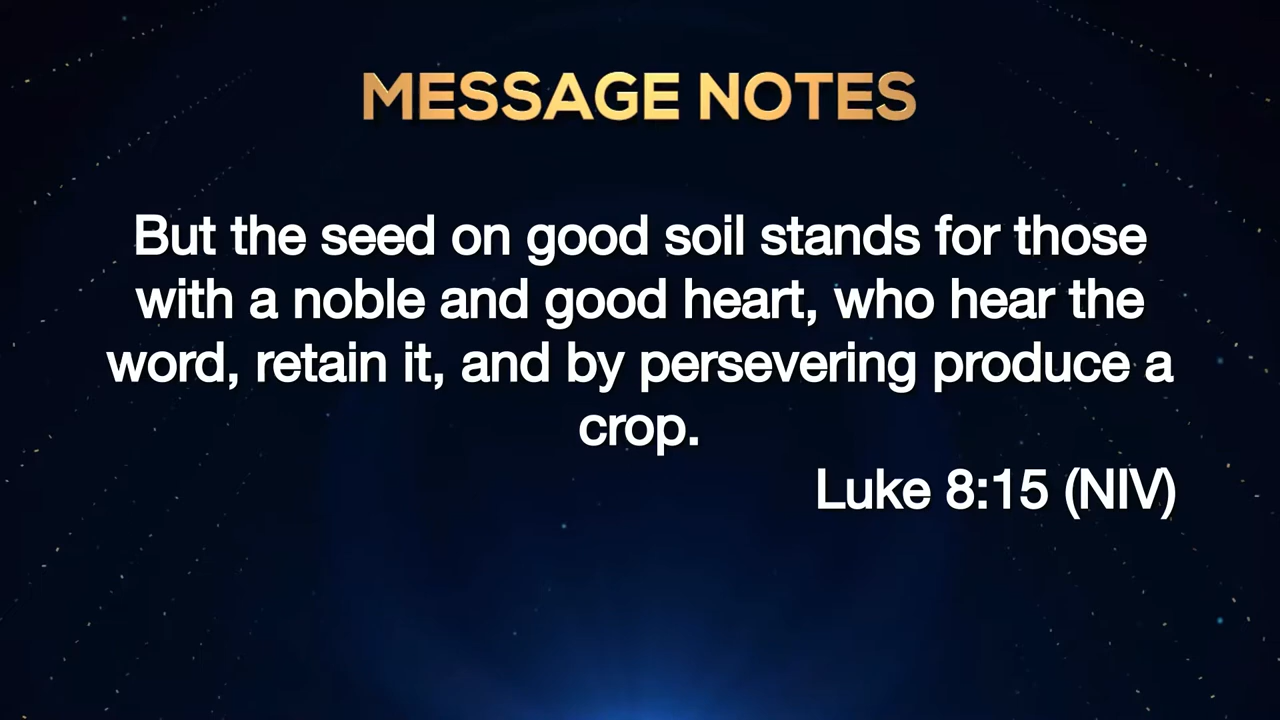 MESSAGE NOTES
But the seed on good soil stands for those
with a noble and good heart, who hear the
word, retain it, and by persevering produce a
crop.
Luke 8:15 (NIV)